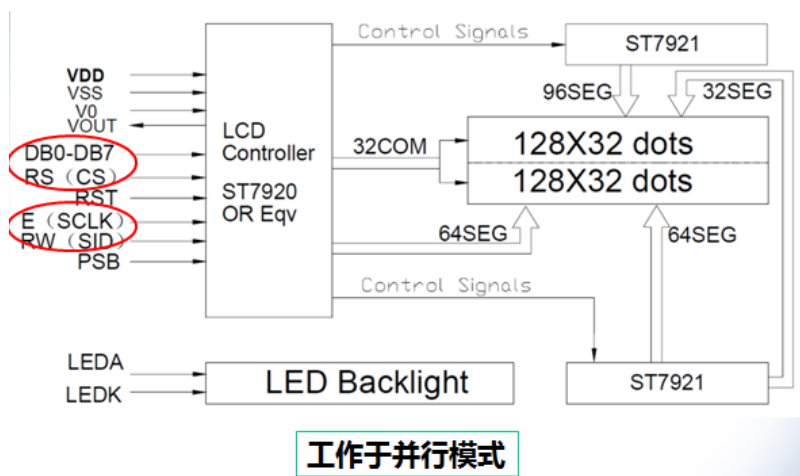 VDD
VSS
V0
VOUT
DB0-DB7
RS（CS）
RST
E（SCLK）
RW（SID）
PSB
LCD
Controller
ST7920
OR Eqv
Control Signals
ST7921
96SEG
32SEG
32COM
128X32 dots
128X32 dots
64SEG
64SEG
Control Signals
LEDA
LEDK
LED Backlight
ST7921
工作于并行模式